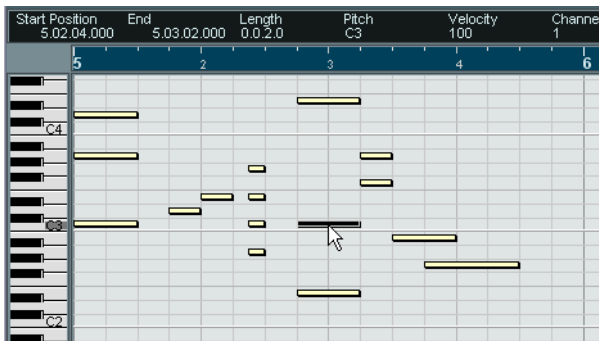 Start Position End Length Pitch Velocity Channe
5.02.04.000 5.03.02.000 0.0.2.0 C3 100 1
5 2 3 4 6
C4
C3
C2